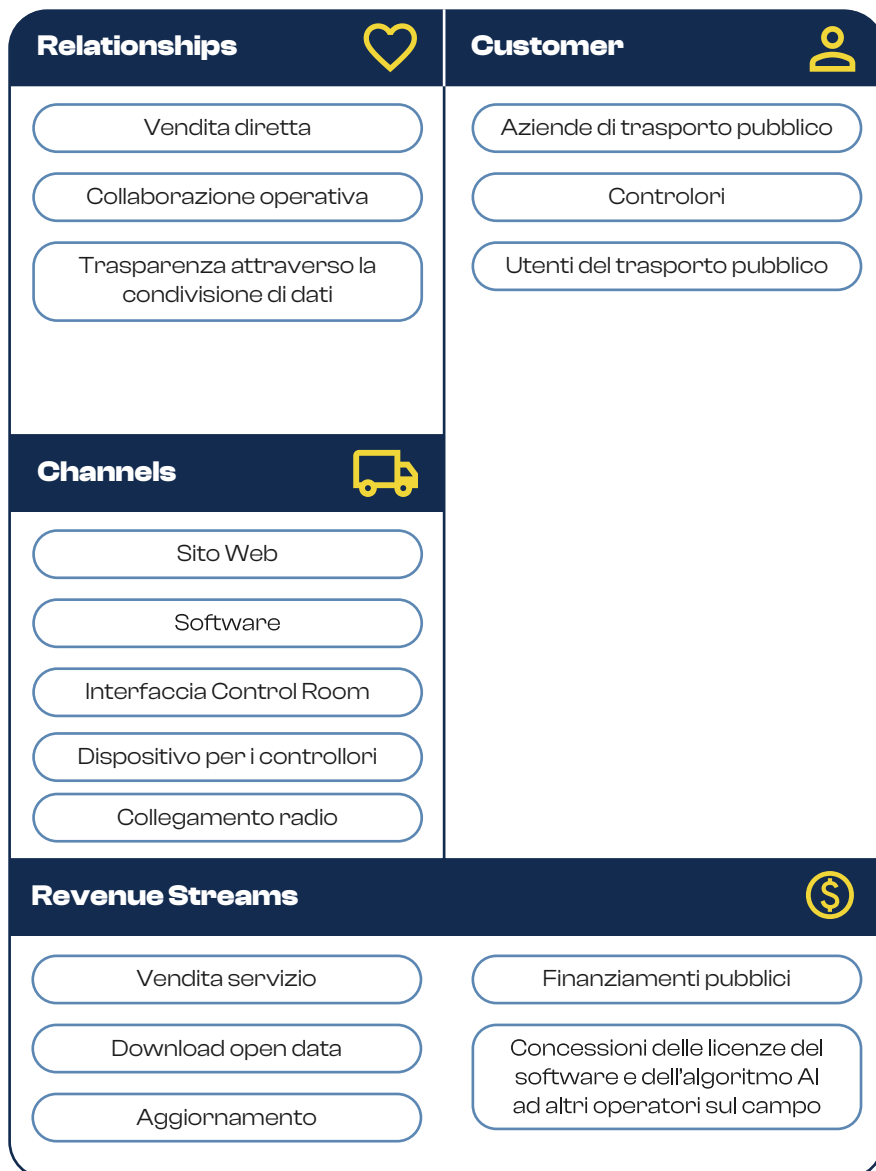 Relationships
Vendita diretta
Collaborazione operativa
Trasparenza attraverso la
condivisione di dati
Customer
Aziende di trasporto pubblico
Controlori
Utenti del trasporto pubblico
Channels
Sito Web
Software
Interfaccia Control Room
Dispositivo per i controllori
Collegamento radio
Revenue Streams
$
Vendita servizio
Download open data
Aggiornamento
Finanziamenti pubblici
Concessioni delle licenze del
software e dell'algoritmo AI
ad altri operatori sul campo